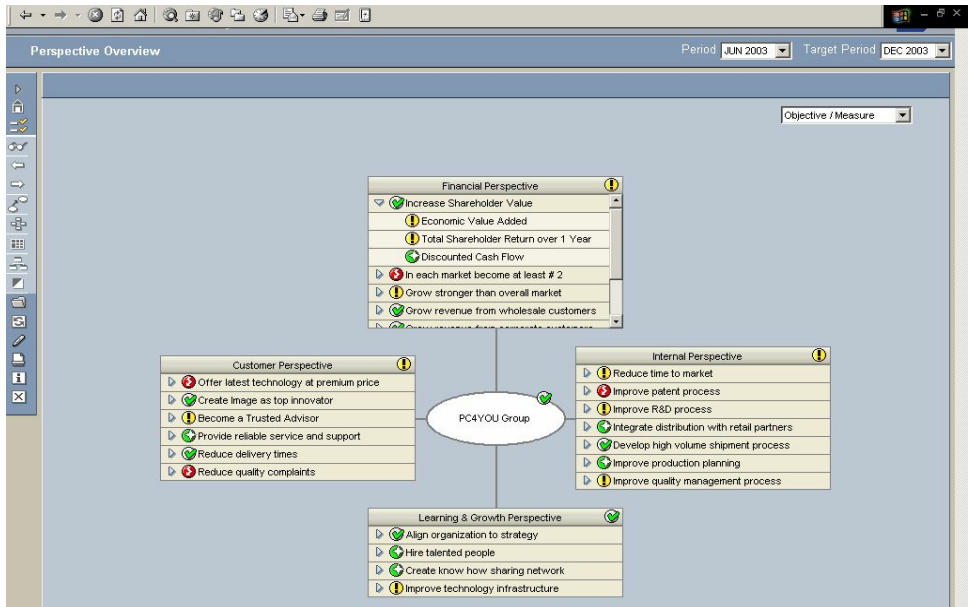 Perspective Overview
Period JUN 2003 Target Period DEC 2003
Objective / Measure
Financial Perspective
Increase Shareholder Value
Economic Value Added
Total Shareholder Return over 1 Year
Discounted Cash Flow
In each market become at least # 2
Grow stronger than overall market
Grow revenue from wholesale customers
Grow revenue from corporate customers
Customer Perspective
Offer latest technology at premium price
Create Image as top innovator
Become a Trusted Advisor
Provide reliable service and support
Reduce delivery times
Reduce quality complaints
PC4YOU Group
Internal Perspective
Reduce time to market
Improve patent process
Improve R&D process
Integrate distribution with retail partners
Develop high volume shipment process
Improve production planning
Improve quality management process
Learning & Growth Perspective
Align organization to strategy
Hire talented people
Create know how sharing network
Improve technology infrastructure